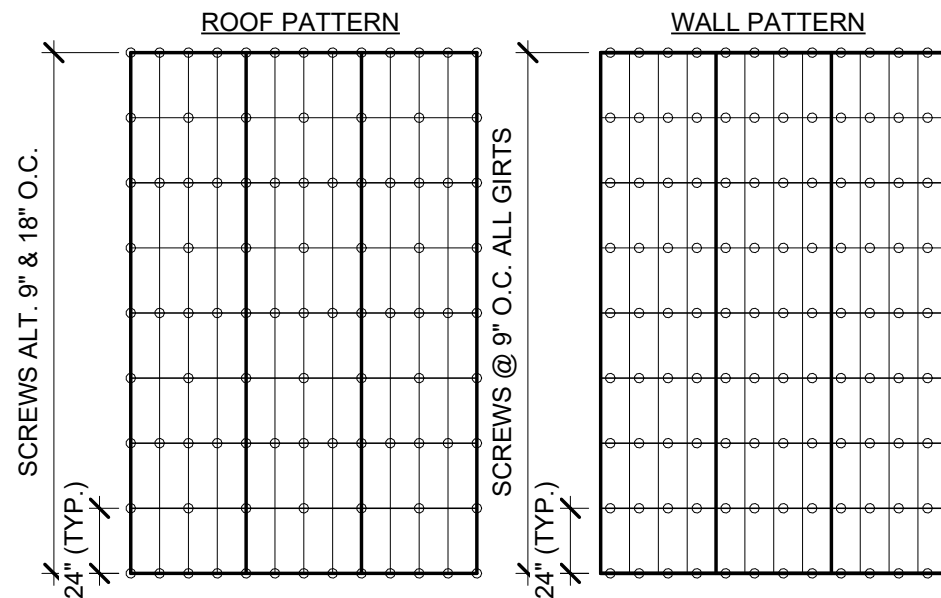 ROOF PATTERN
WALL PATTERN
SCREWS ALT. 9" & 18" O.C.
24" (TYP.)
SCREWS @ 9" O.C. ALL GIRTS
24" (TYP.)